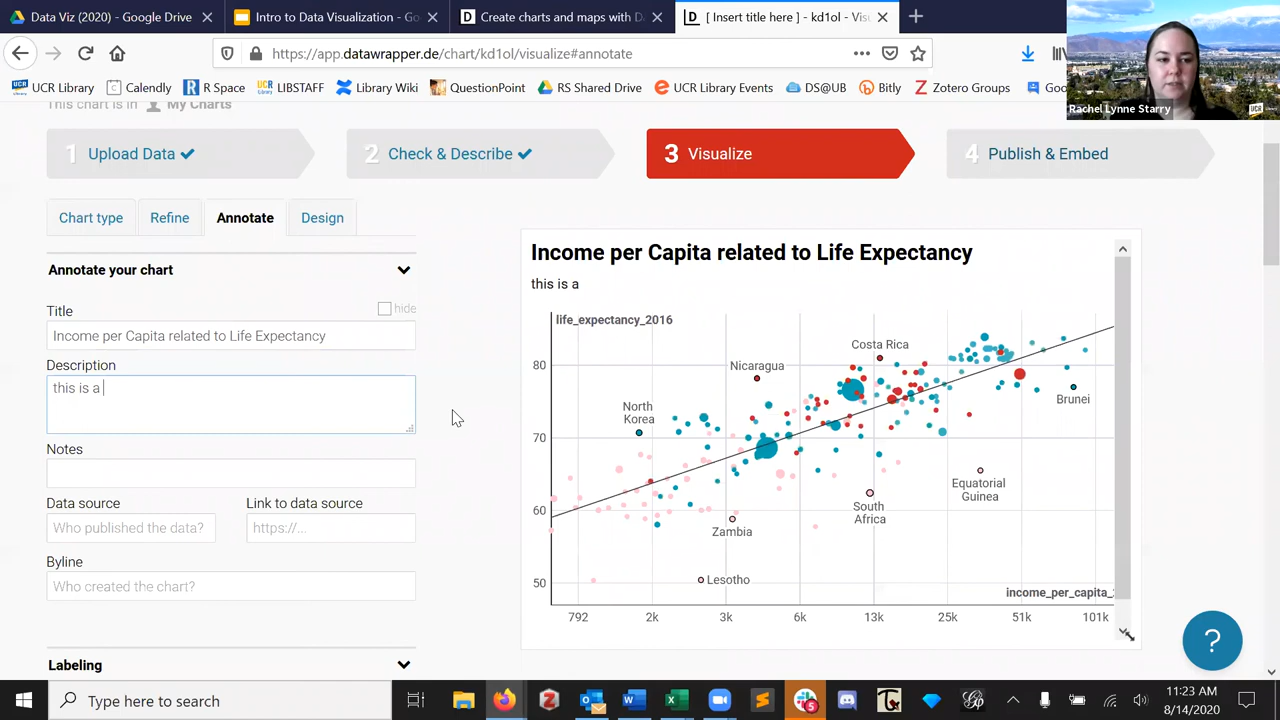 Data Viz (2020) - Google Drive
Intro to Data Visualization - Go
Create charts and maps with D
[ Insert title here ] - kd1ol - Vis
https://app.datawrapper.de/chart/kd1ol/visualize#annotate
UCR Library
Calendly
R Space
LIBSTAFF
Library Wiki
QuestionPoint
RS Shared Drive
UCR Library Events
DS@UB
Bitly
Zotero Groups
Goo
Rachel Lynne Starry
UCR
This chart is in My Charts
1 Upload Data
2 Check & Describe
3 Visualize
4 Publish & Embed
Chart type
Refine
Annotate
Design
Annotate your chart
Title
hide
Income per Capita related to Life Expectancy
Description
this is a
Notes
Data source
Link to data source
Who published the data?
https://...
Byline
Who created the chart?
Labeling
Income per Capita related to Life Expectancy
this is a
life_expectancy_2016
80
70
60
50
Costa Rica
Nicaragua
North
Korea
Brunei
Equatorial
Guinea
South
Africa
Zambia
Lesotho
income_per_capita_
792
2k
3k
6k
13k
25k
51k
101k
?
Type here to search
11:23 AM
8/14/2020